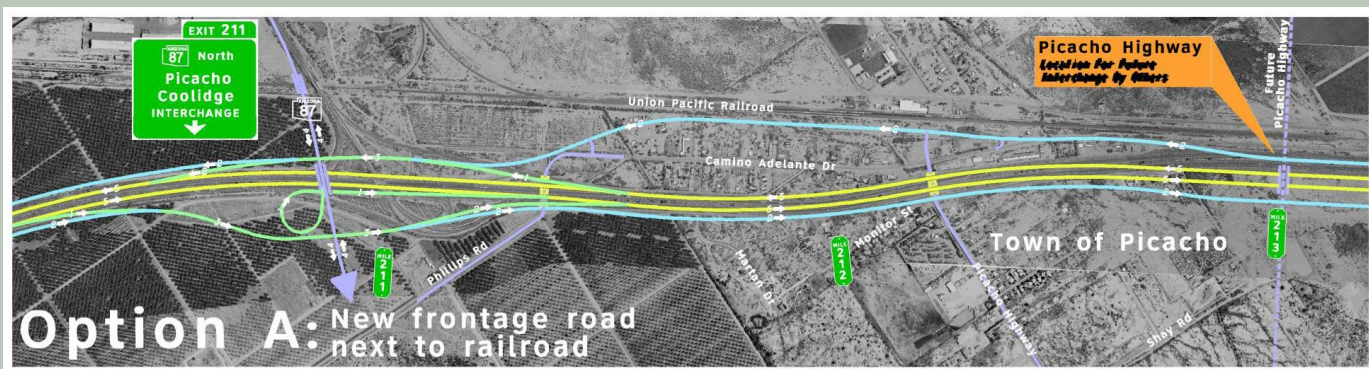 EXIT 211
ARIZONA
87 North
Picacho
Coolidge
INTERCHANGE
ARIZONA
87
Union Pacific Railroad
Camino Adelante Dr
Picacho Highway
Location For Future
Interchange By Others
Future
Picacho Highway
Phillips Rd
MILE
211
Harlan Dr
Monitor St
MILE
212
Picacho Highway
Town of Picacho
Shay Rd
MILE
213
Option A: New frontage road
next to railroad